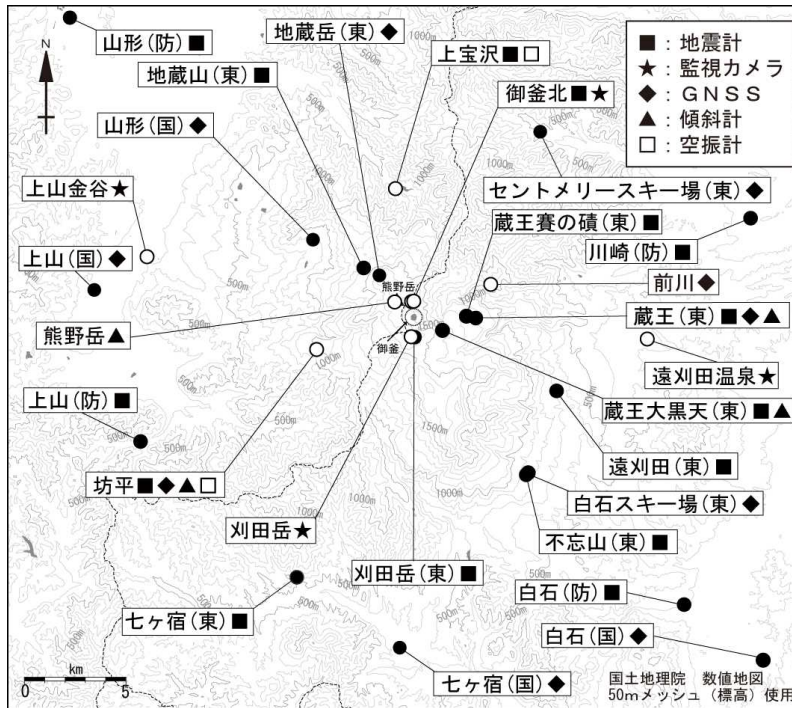 山形(防)■
地蔵岳(東)◆
地蔵山(東)■
上宝沢■□
御釜北■★
山形(国)◆
■：地震計
★：監視カメラ
◆：ＧＮＳＳ
▲：傾斜計
□：空振計
N
上山金谷★
セントメリースキー場(東)◆
蔵王賽の磧(東)■
川崎(防)■
上山(国)◆
前川◆
熊野岳
熊野岳▲
蔵王(東)■◆▲
御釜
遠刈田温泉★
上山(防)■
蔵王大黒天(東)■▲
坊平■◆▲□
遠刈田(東)■
白石スキー場(東)◆
刈田岳★
不忘山(東)■
刈田岳(東)■
七ヶ宿(東)■
白石(防)■
白石(国)◆
七ヶ宿(国)◆
km
0 5
国土地理院 数値地図
50mメッシュ(標高)使用
500m
1000m
1500m